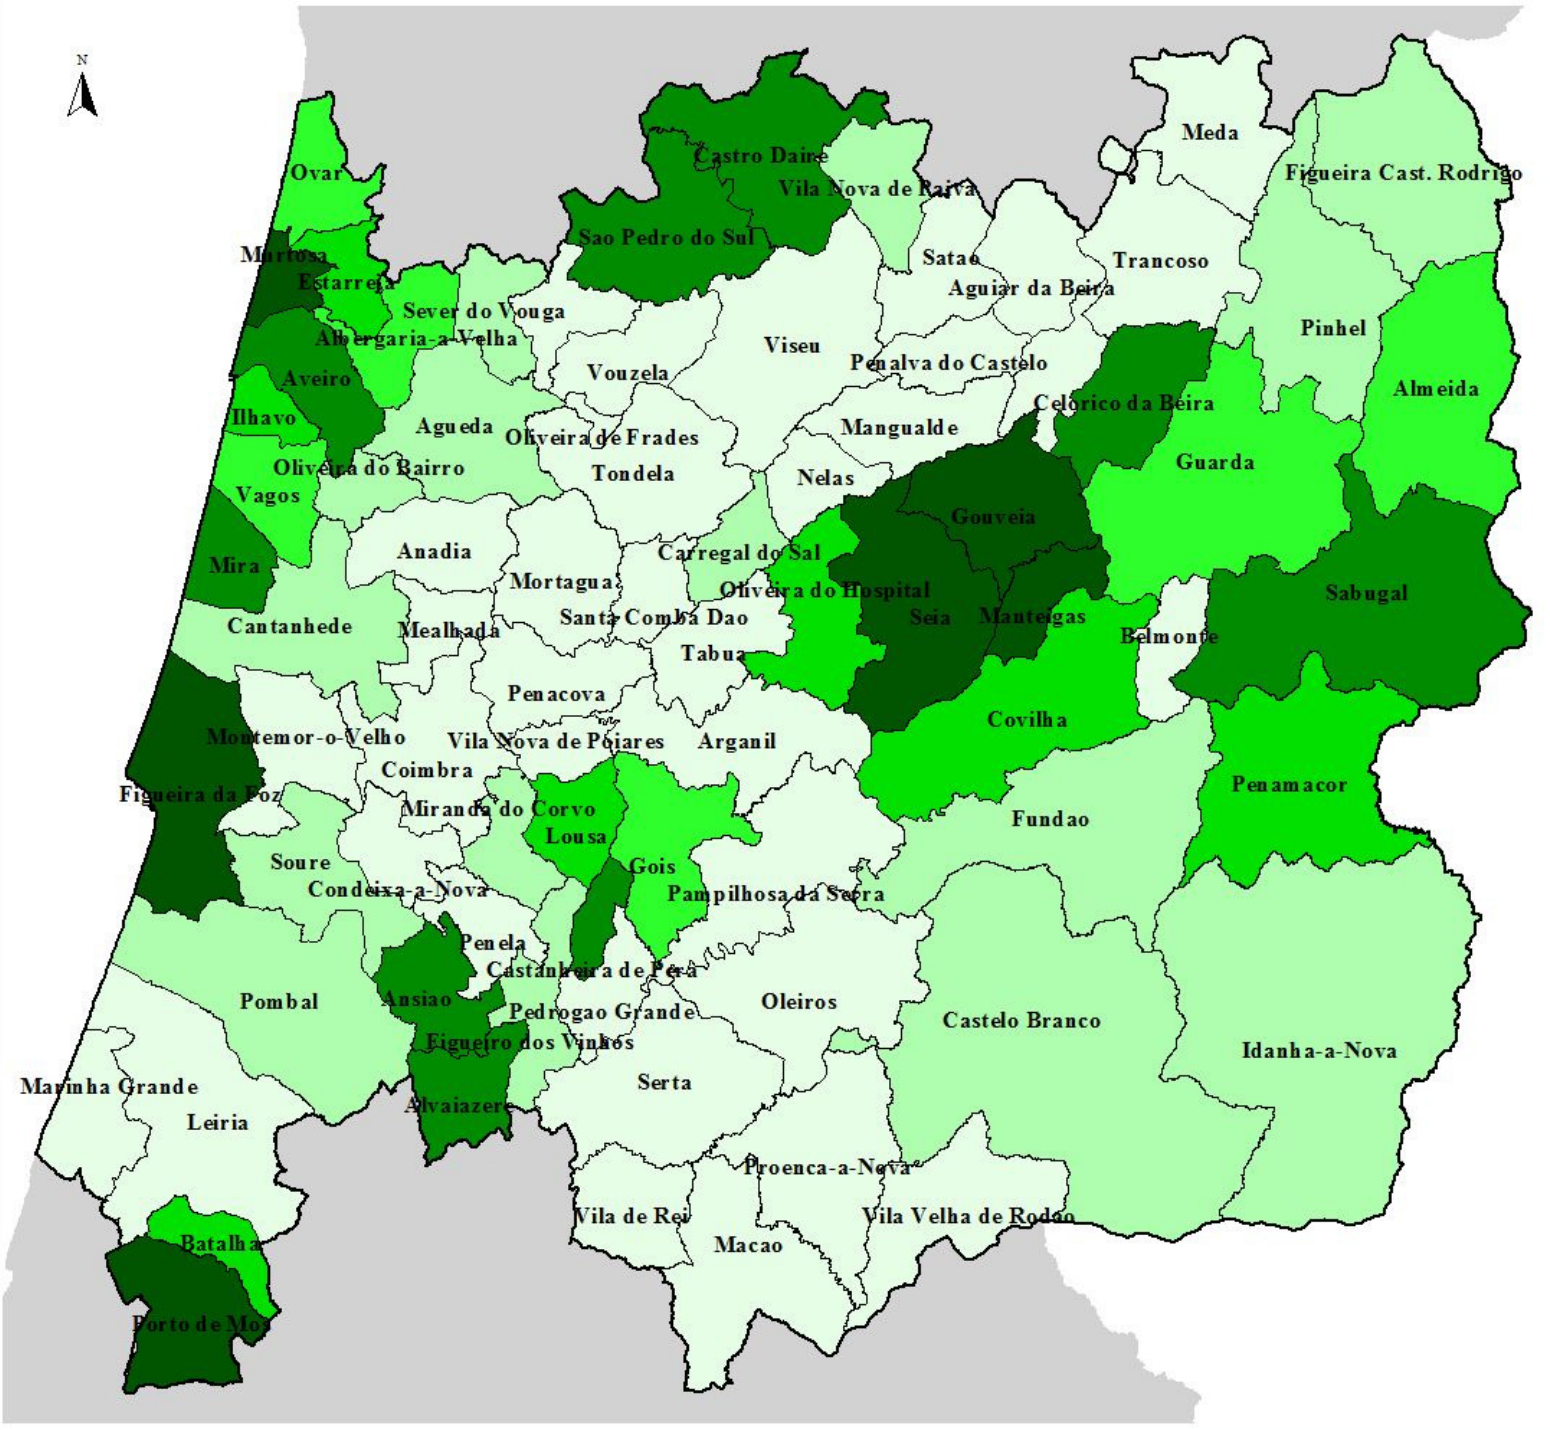 N
Meda
Castro Daire
Ovar
Figueira Cast. Rodrigo
Vila Nova de Paiva
Sao Pedro do Sul
Murtosa
Satao
Trancoso
Estarreja
Aguiar da Beira
Sever do Vouga
Pinhel
Albergaria-a-Velha
Viseu
Penalva do Castelo
Vouzela
Aveiro
Almeida
Celorico da Beira
Ilhavo
Agueda
Mangualde
Oliveira de Frades
Guarda
Oliveira do Bairro
Tondela
Nelas
Vagos
Gouveia
Anadia
Carregal do Sal
Mira
Mortagua
Oliveira do Hospital
Sabugal
Santa Comba Dao
Seia
Manteigas
Cantanhede
Mealhada
Belmonte
Tabua
Penacova
Covilha
Montemor-o-Velho
Vila Nova de Poiares
Arganil
Coimbra
Penamacor
Figueira da Foz
Miranda do Corvo
Fundao
Lousa
Soure
Gois
Condeixa-a-Nova
Pampilhosa da Serra
Penela
Castanheira de Pera
Pombal
Ansiao
Oleiros
Pedrogao Grande
Castelo Branco
Figueiro dos Vinhos
Idanha-a-Nova
Serta
Marinha Grande
Alvaiazere
Leiria
Proenca-a-Nova
Vila de Rei
Vila Velha de Rodao
Batalha
Macao
Porto de Mos